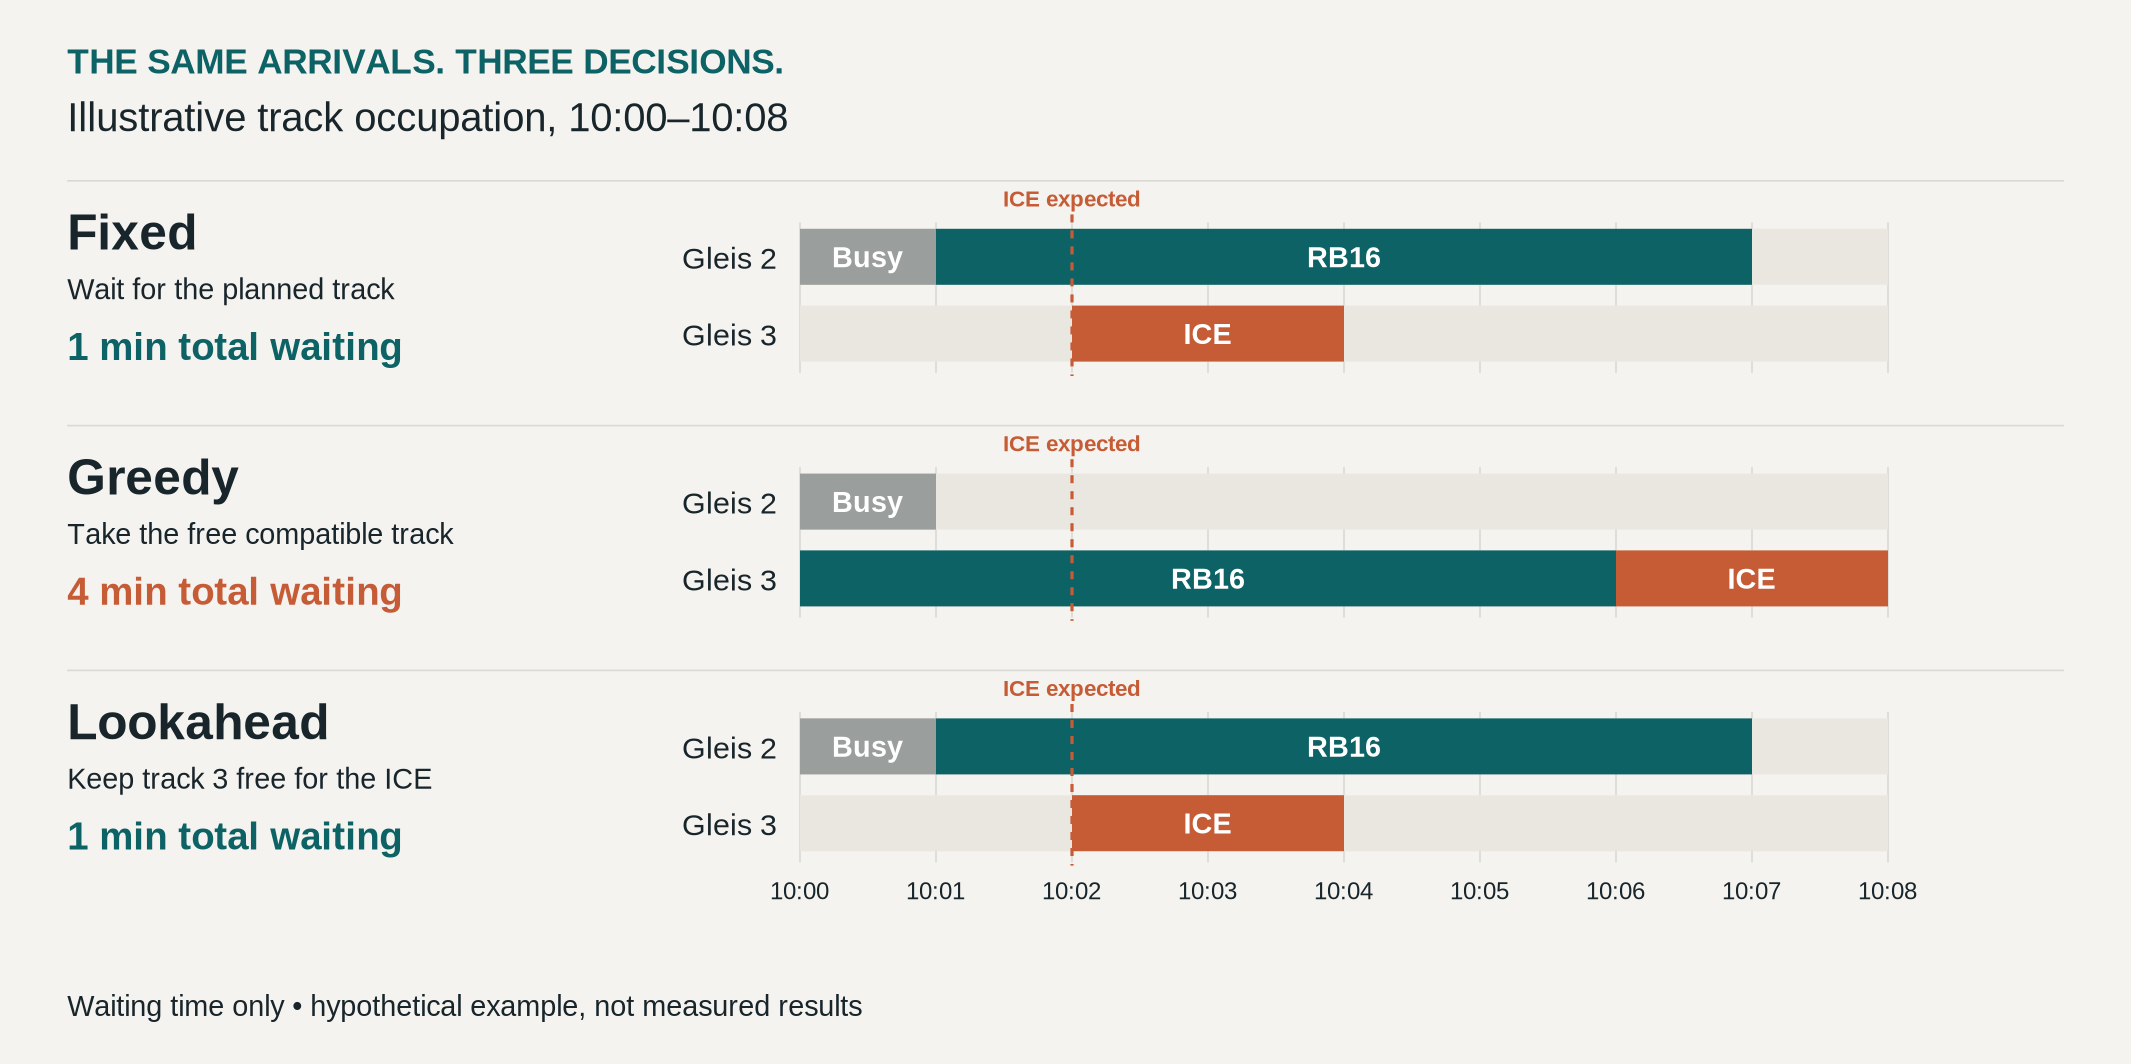 THE SAME ARRIVALS. THREE DECISIONS.
Illustrative track occupation, 10:00–10:08
Fixed
Wait for the planned track
1 min total waiting
ICE expected
Gleis 2
Busy
RB16
Gleis 3
ICE
Greedy
Take the free compatible track
4 min total waiting
ICE expected
Gleis 2
Busy
Gleis 3
RB16
ICE
Lookahead
Keep track 3 free for the ICE
1 min total waiting
ICE expected
Gleis 2
Busy
RB16
Gleis 3
ICE
10:00 10:01 10:02 10:03 10:04 10:05 10:06 10:07 10:08
Waiting time only • hypothetical example, not measured results